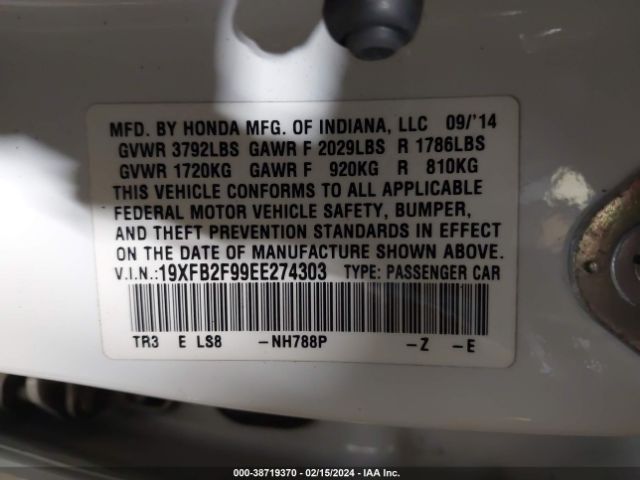 MFD. BY HONDA MFG. OF INDIANA, LLC 09/'14
GVWR 3792LBS GAWR F 2029LBS R 1786LBS
GVWR 1720KG GAWR F 920KG R 810KG
THIS VEHICLE CONFORMS TO ALL APPLICABLE
FEDERAL MOTOR VEHICLE SAFETY, BUMPER,
AND THEFT PREVENTION STANDARDS IN EFFECT
ON THE DATE OF MANUFACTURE SHOWN ABOVE.
V.I.N.:19XFB2F99EE274303 TYPE: PASSENGER CAR
TR3 E LS8 -NH788P -Z -E
000-38719370 - 02/15/2024 - IAA Inc.